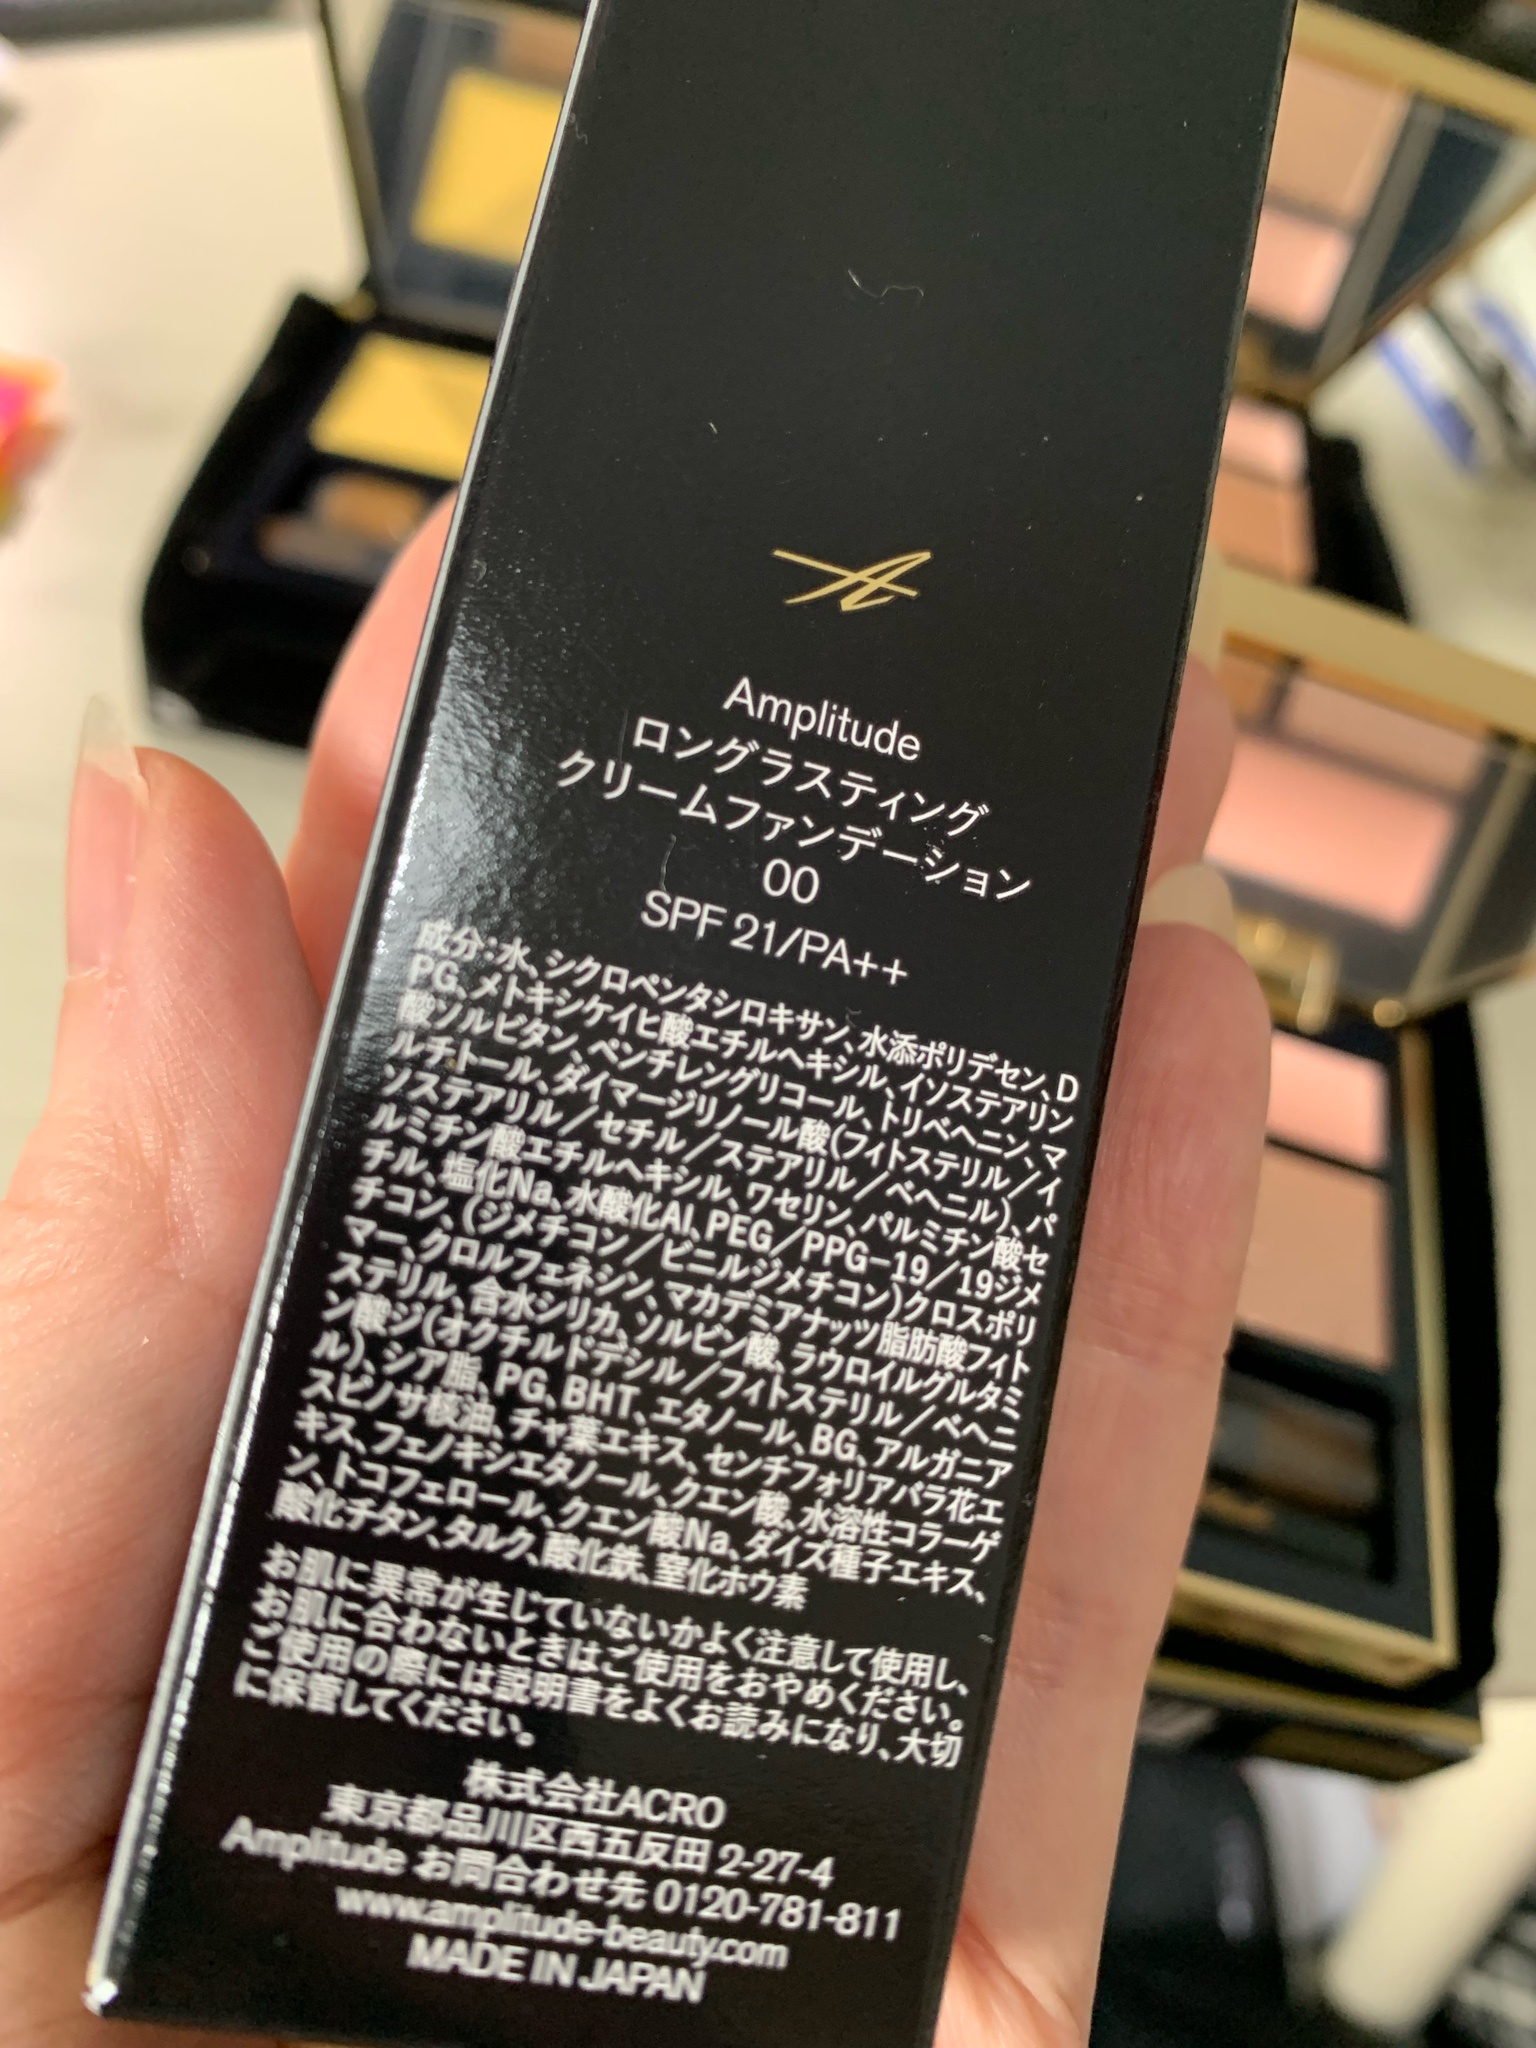 Amplitude
ロングラスティング
クリームファンデーション
00
SPF 21/PA++
成分：水、シクロペンタシロキサン、水添ポリデセン、D
PG、メトキシケイヒ酸エチルヘキシル、イソステアリン
酸ソルビタン、ペンチレングリコール、トリベヘニン、マ
ルチトール、ダイマージリノール酸(フィトステリル／イ
ソステアリル／セチル／ステアリル／ベヘニル)、パ
ルミチン酸エチルヘキシル、ワセリン、パルミチン酸セ
チル、塩化Na、水酸化Al、PEG／PPG-19／19ジメ
チコン、(ジメチコン／ビニルジメチコン)クロスポリ
マー、クロルフェネシン、マカデミアナッツ脂肪酸フィト
ステリル、含水シリカ、ソルビン酸、ラウロイルグルタミ
ン酸ジ(オクチルドデシル／フィトステリル／ベヘニ
ル)、シア脂、PG、BHT、エタノール、BG、アルガニア
スピノサ核油、チャ葉エキス、センチフォリアバラ花エ
キス、フェノキシエタノール、クエン酸、水溶性コラーゲ
ン、トコフェロール、クエン酸Na、ダイズ種子エキス、
酸化チタン、タルク、酸化鉄、窒化ホウ素
お肌に異常が生じていないかよく注意して使用し、
お肌に合わないときはご使用をおやめください。
ご使用の際には説明書をよくお読みになり、大切
に保管してください。
株式会社ACRO
東京都品川区西五反田 2-27-4
Amplitude お問合わせ先 0120-781-811
www.amplitude-beauty.com
MADE IN JAPAN